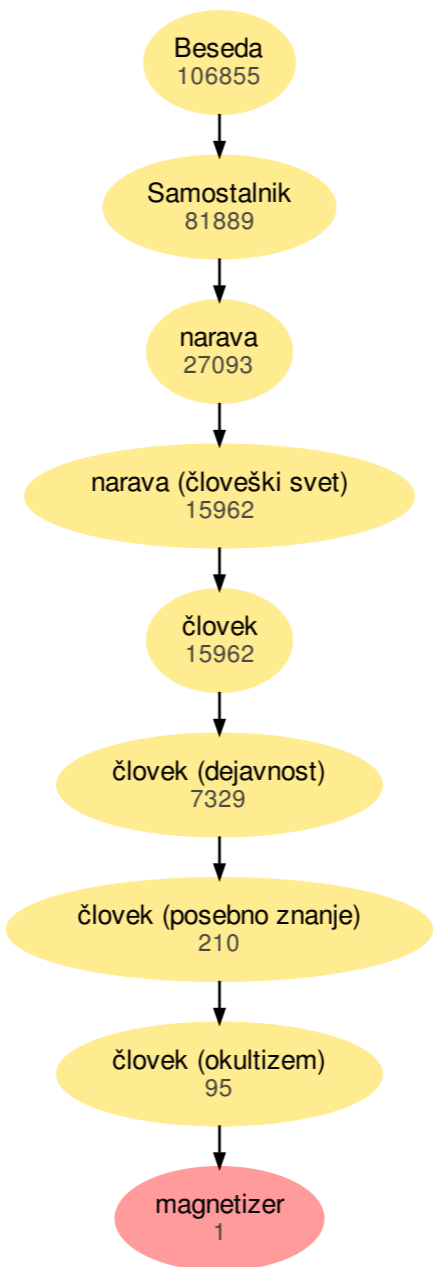 Beseda
106855
Samostalnik
81889
narava
27093
narava (človeški svet)
15962
človek
15962
človek (dejavnost)
7329
človek (posebno znanje)
210
človek (okultizem)
95
magnetizer
1